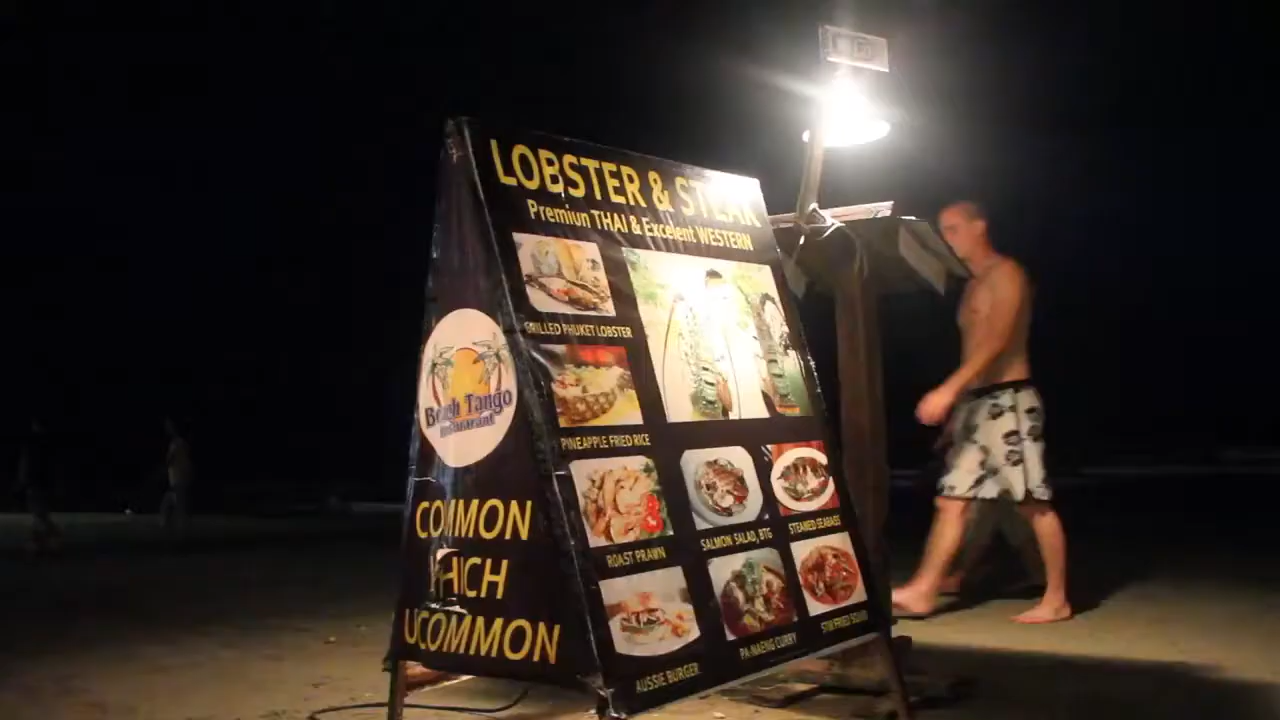 LOBSTER & STEAK
Premiun THAI & Excelent WESTERN
GRILLED PHUKET LOBSTER
PINEAPPLE FRIED RICE
ROAST PRAWN
SALMON SALAD, BTG
STEAMED SEABASS
AUSSIE BURGER
PA-NAENG CURRY
STIR FRIED SQUID
Beach Tango
Restaurant
COMMON
WHICH
UCOMMON